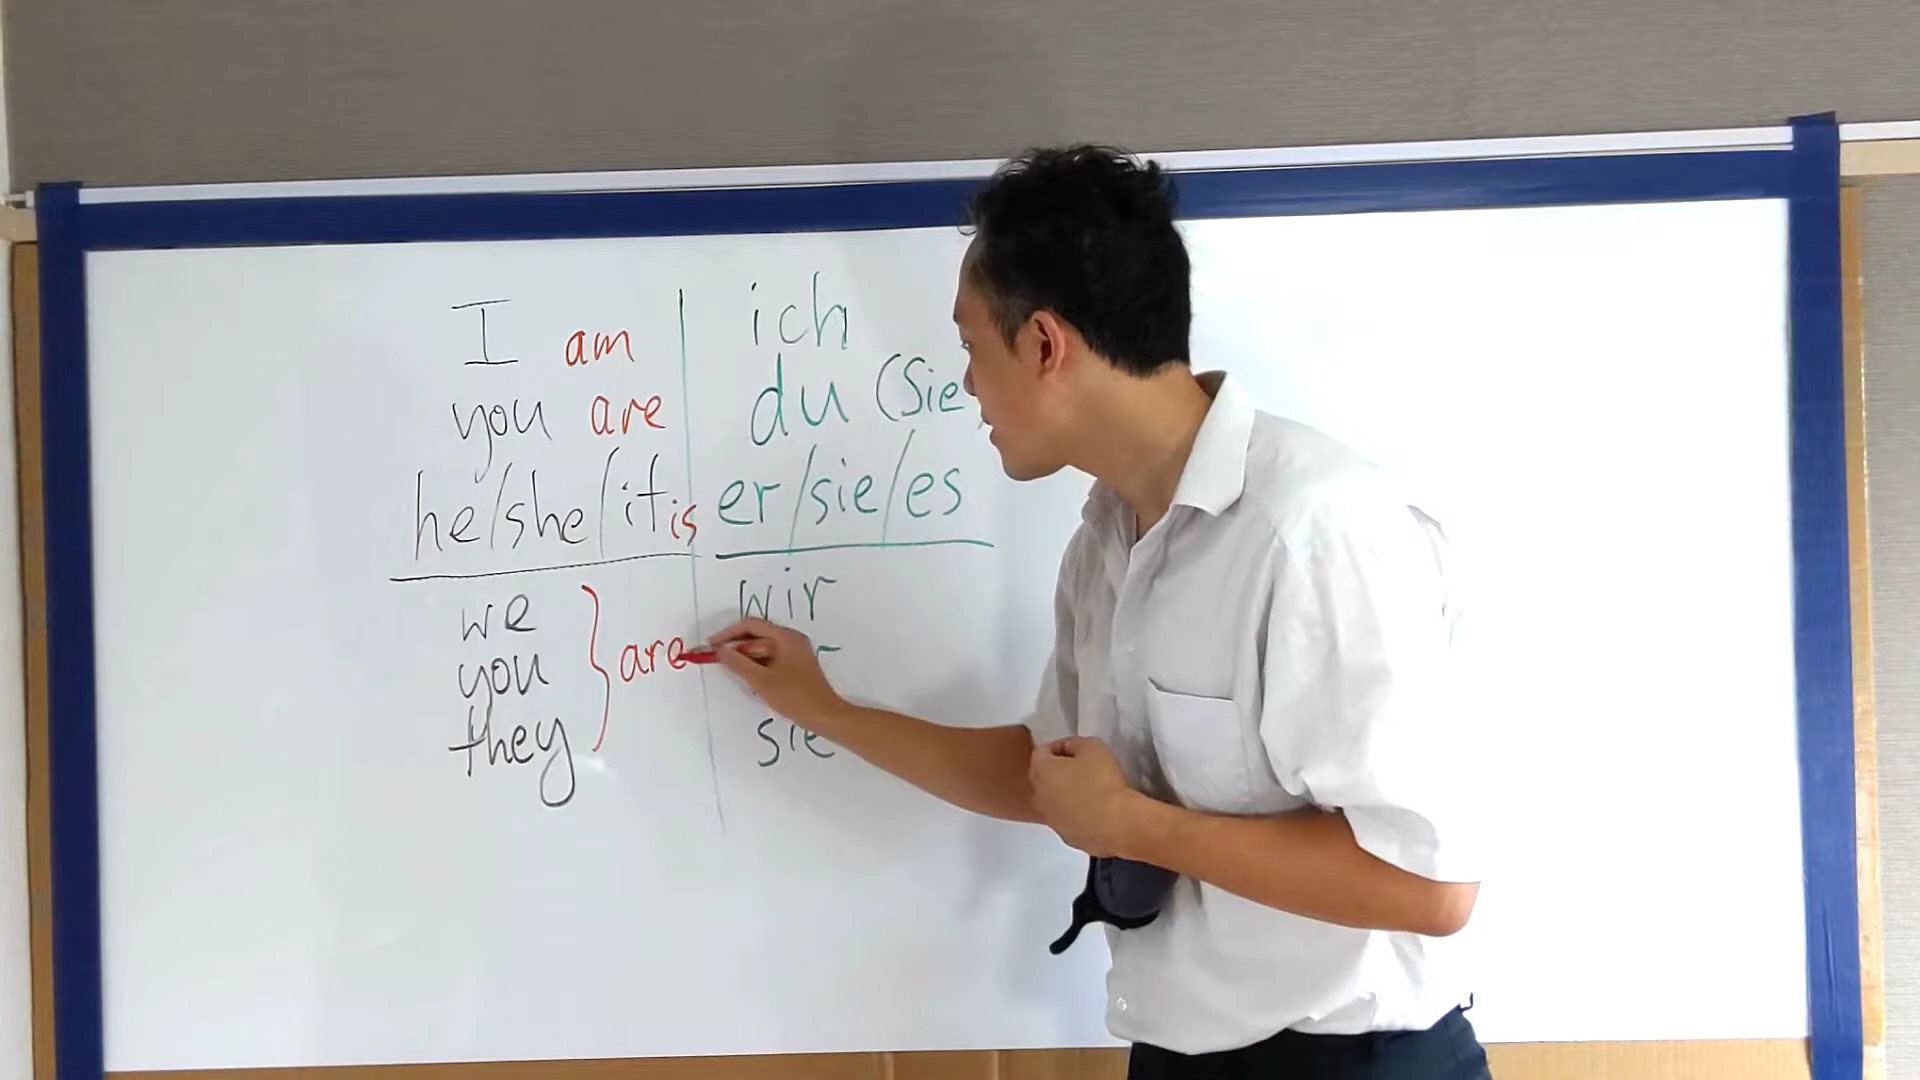 I am
you are
he/she/it is
we
you
they
} are
ich
du (Sie
er/sie/es
wir
sie